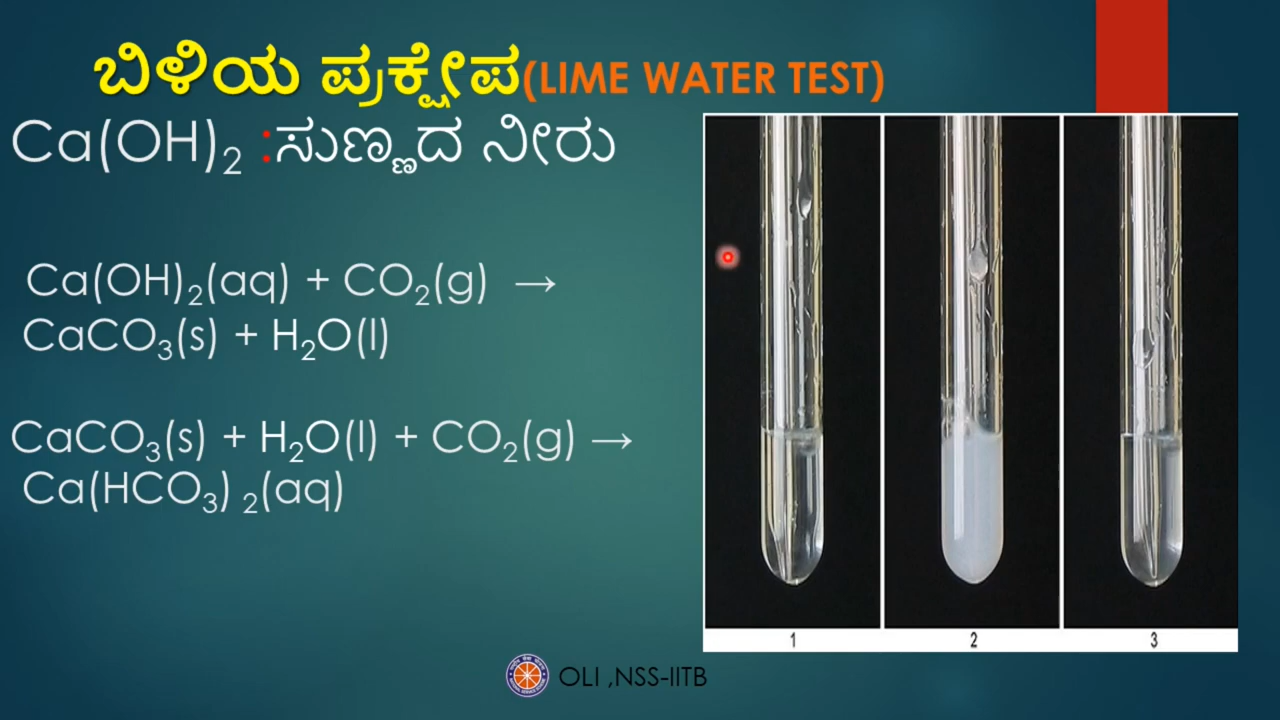 ಬಿಳಿಯ ಪ್ರಕ್ಷೇಪ(LIME WATER TEST)
Ca(OH)₂ :ಸುಣ್ಣದ ನೀರು
Ca(OH)₂(aq) + CO₂(g) →
CaCO₃(s) + H₂O(l)
CaCO₃(s) + H₂O(l) + CO₂(g) →
Ca(HCO₃) ₂(aq)
1 2 3
OLI ,NSS-IITB